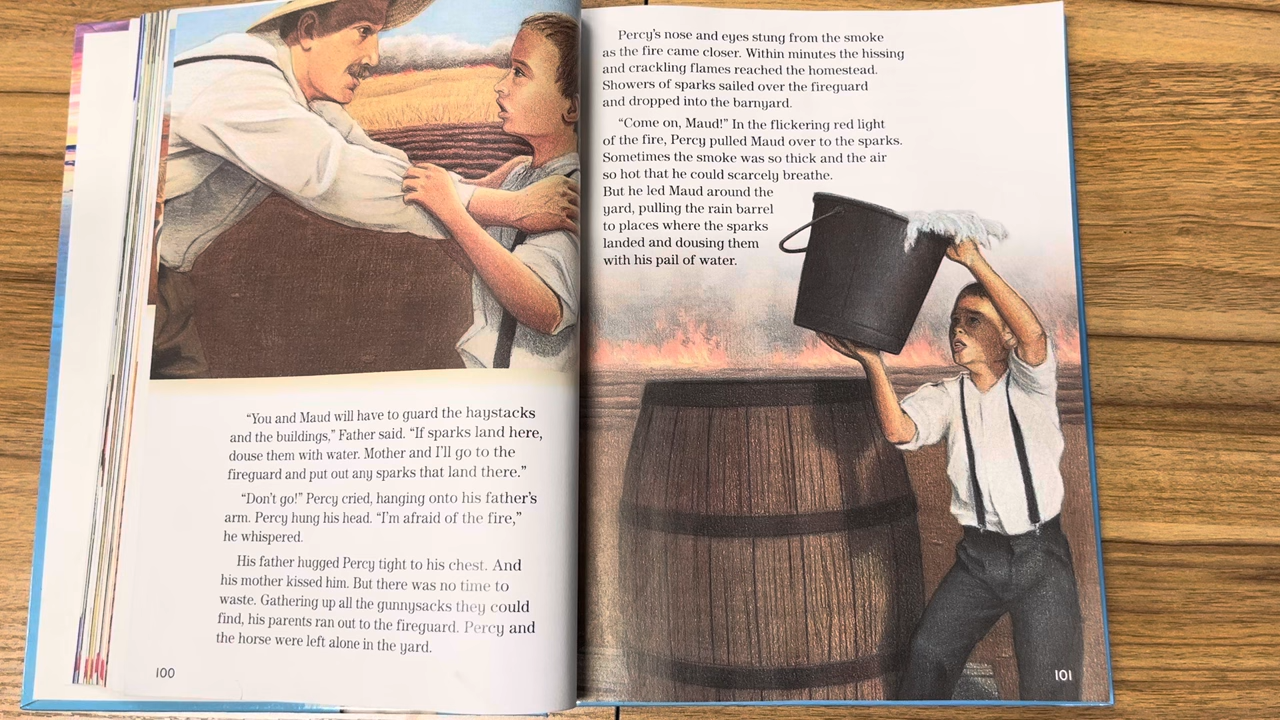 “You and Maud will have to guard the haystacks
and the buildings,” Father said. “If sparks land here,
douse them with water. Mother and I’ll go to the
fireguard and put out any sparks that land there.”
“Don’t go!” Percy cried, hanging onto his father’s
arm. Percy hung his head. “I’m afraid of the fire,”
he whispered.
His father hugged Percy tight to his chest. And
his mother kissed him. But there was no time to
waste. Gathering up all the gunnysacks they could
find, his parents ran out to the fireguard. Percy and
the horse were left alone in the yard.
100
Percy’s nose and eyes stung from the smoke
as the fire came closer. Within minutes the hissing
and crackling flames reached the homestead.
Showers of sparks sailed over the fireguard
and dropped into the barnyard.
“Come on, Maud!” In the flickering red light
of the fire, Percy pulled Maud over to the sparks.
Sometimes the smoke was so thick and the air
so hot that he could scarcely breathe.
But he led Maud around the
yard, pulling the rain barrel
to places where the sparks
landed and dousing them
with his pail of water.
101